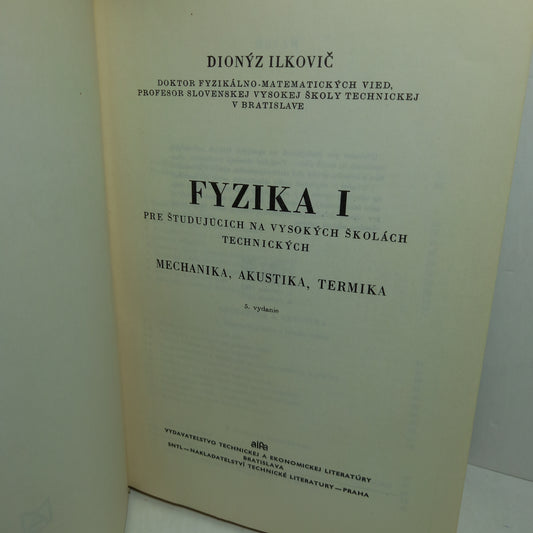 DIONÝZ ILKOVIČ
DOKTOR FYZIKÁLNO-MATEMATICKÝCH VIED,
PROFESOR SLOVENSKEJ VYSOKEJ ŠKOLY TECHNICKEJ
V BRATISLAVE
FYZIKA I
PRE ŠTUDUJÚCICH NA VYSOKÝCH ŠKOLÁCH
TECHNICKÝCH
MECHANIKA, AKUSTIKA, TERMIKA
5. vydanie
alfa
VYDAVATEĽSTVO TECHNICKEJ A EKONOMICKEJ LITERATÚRY
BRATISLAVA
SNTL—NAKLADATELSTVÍ TECHNICKÉ LITERATURY—PRAHA